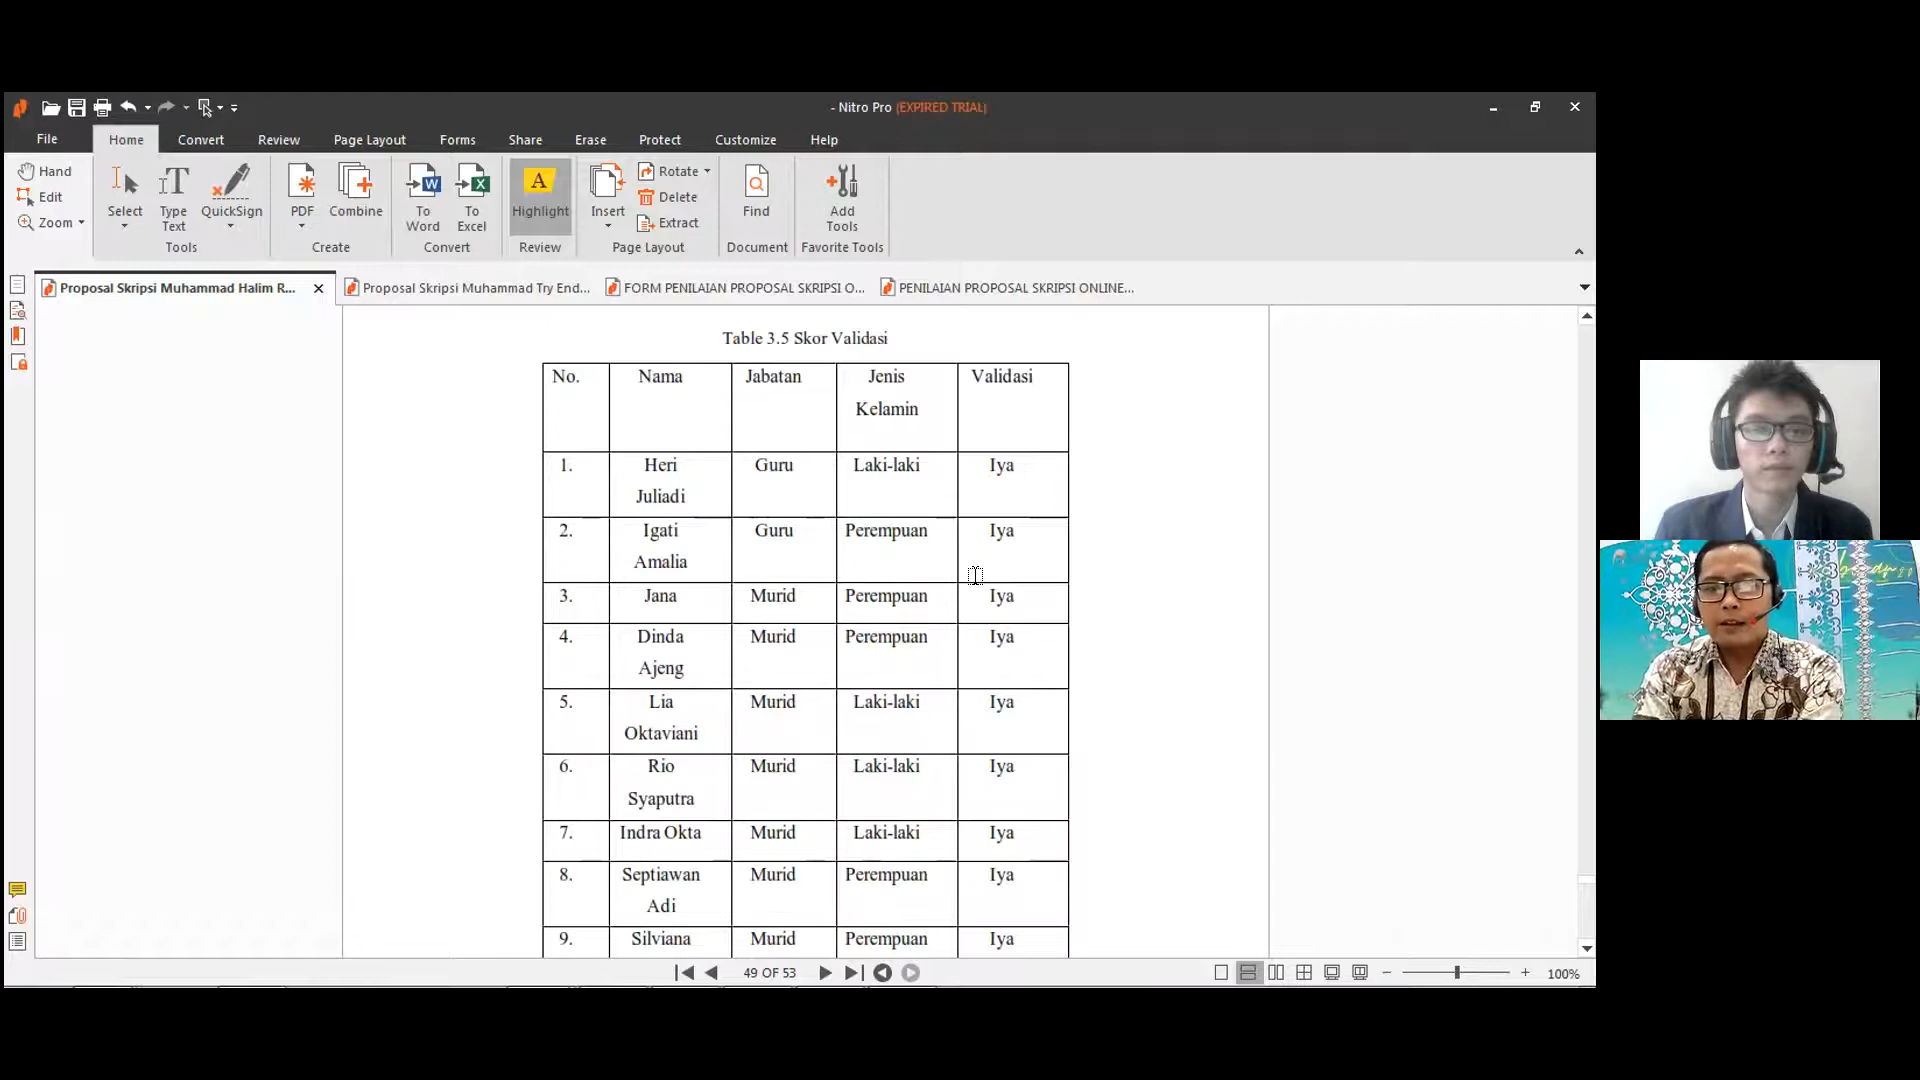 - Nitro Pro (EXPIRED TRIAL)
File Home Convert Review Page Layout Forms Share Erase Protect Customize Help
Hand
Edit
Zoom
Select
Type
Text
QuickSign
Tools
PDF
Combine
Create
To
Word
To
Excel
Convert
A
Highlight
Review
Insert
Rotate
Delete
Extract
Page Layout
Find
Document
Add
Tools
Favorite Tools
Proposal Skripsi Muhammad Halim R... Proposal Skripsi Muhammad Try End... FORM PENILAIAN PROPOSAL SKRIPSI O... PENILAIAN PROPOSAL SKRIPSI ONLINE...
Table 3.5 Skor Validasi
No. Nama Jabatan Jenis Validasi
Kelamin
1. Heri Guru Laki-laki Iya
Juliadi
2. Igati Guru Perempuan Iya
Amalia
3. Jana Murid Perempuan Iya
4. Dinda Murid Perempuan Iya
Ajeng
5. Lia Murid Laki-laki Iya
Oktaviani
6. Rio Murid Laki-laki Iya
Syaputra
7. Indra Okta Murid Laki-laki Iya
8. Septiawan Murid Perempuan Iya
Adi
9. Silviana Murid Perempuan Iya
49 OF 53
100%